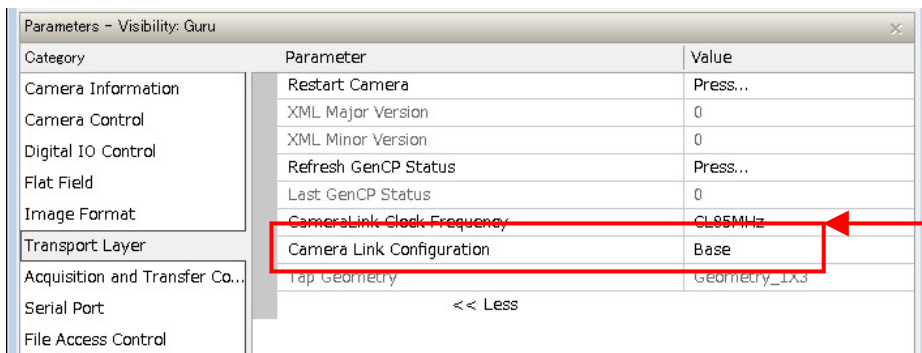 Parameters - Visibility: Guru
Category Parameter Value
Camera Information Restart Camera Press...
Camera Control XML Major Version 0
Digital IO Control XML Minor Version 0
Flat Field Refresh GenCP Status Press...
Image Format Last GenCP Status 0
CameraLink Clock Frequency CL85MHz
Transport Layer Camera Link Configuration Base
Acquisition and Transfer Co... Tap Geometry Geometry_1X3
Serial Port << Less
File Access Control